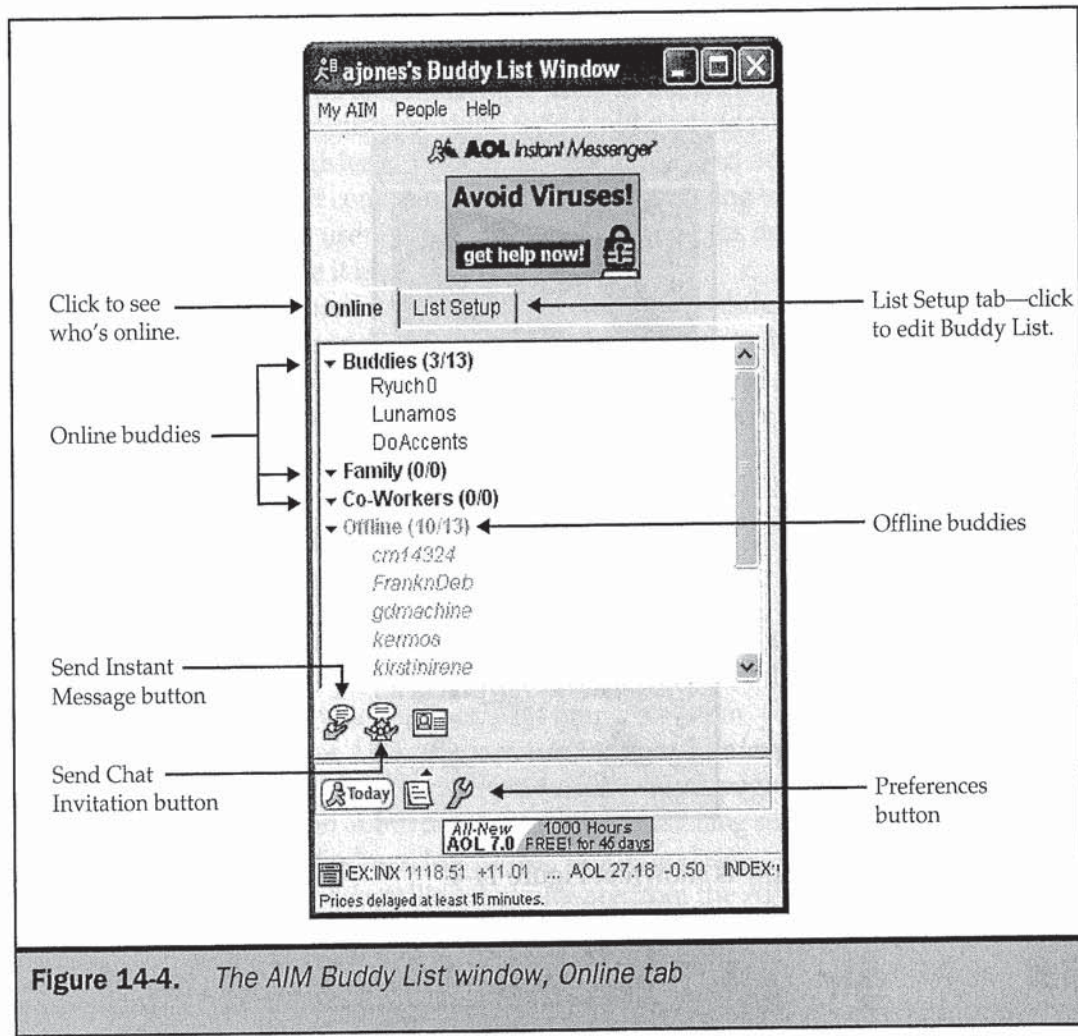 ajones's Buddy List Window
My AIM People Help
AOL Instant Messenger
Avoid Viruses!
get help now!
Click to see
who's online.
Online List Setup
List Setup tab—click
to edit Buddy List.
Buddies (3/13)
Ryuch0
Lunamos
DoAccents
Online buddies
Family (0/0)
Co-Workers (0/0)
Offline (10/13)
Offline buddies
cm14324
FranknDeb
gdmachine
kermos
kirstinirene
Send Instant
Message button
Send Chat
Invitation button
Today
Preferences
button
All-New
AOL 7.0
1000 Hours
FREE! for 45 days
EX:INX 1118.51 +11.01 ... AOL 27.18 -0.50 INDEX:
Prices delayed at least 15 minutes.
Figure 14-4. The AIM Buddy List window, Online tab